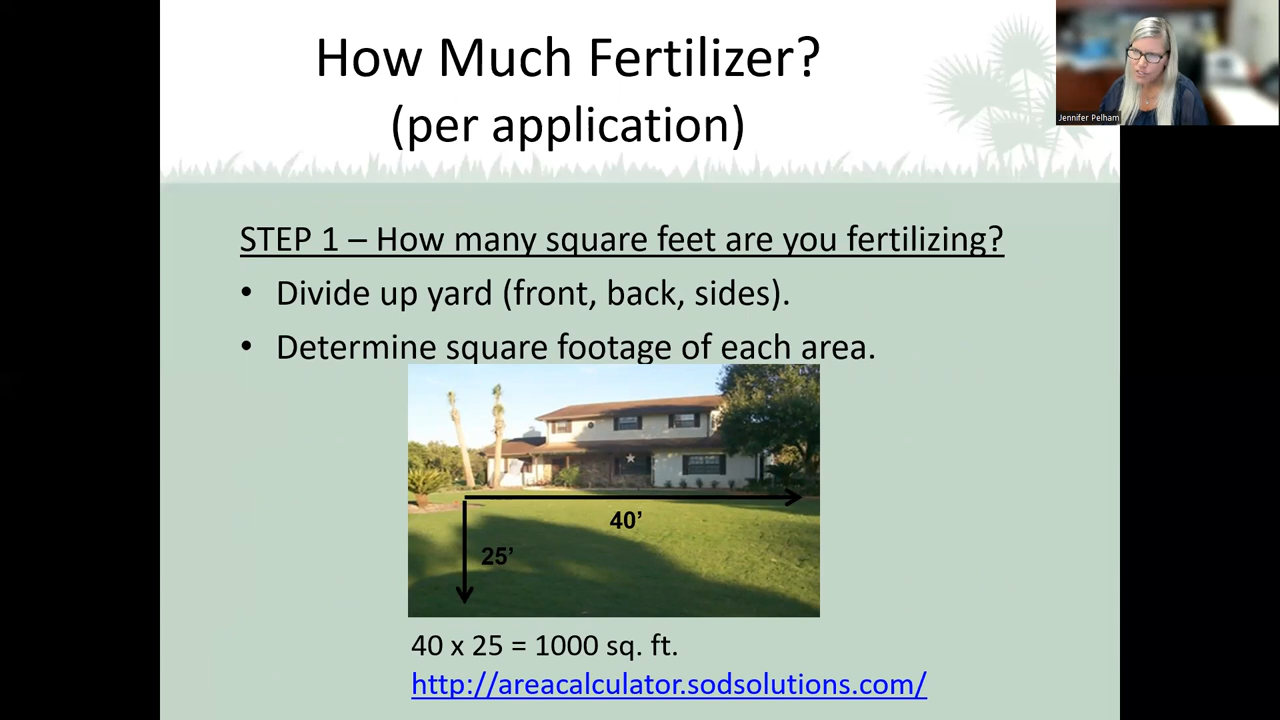 How Much Fertilizer?
(per application)
Jennifer Pelham
STEP 1 – How many square feet are you fertilizing?
• Divide up yard (front, back, sides).
• Determine square footage of each area.
40’
25’
40 x 25 = 1000 sq. ft.
http://areacalculator.sodsolutions.com/